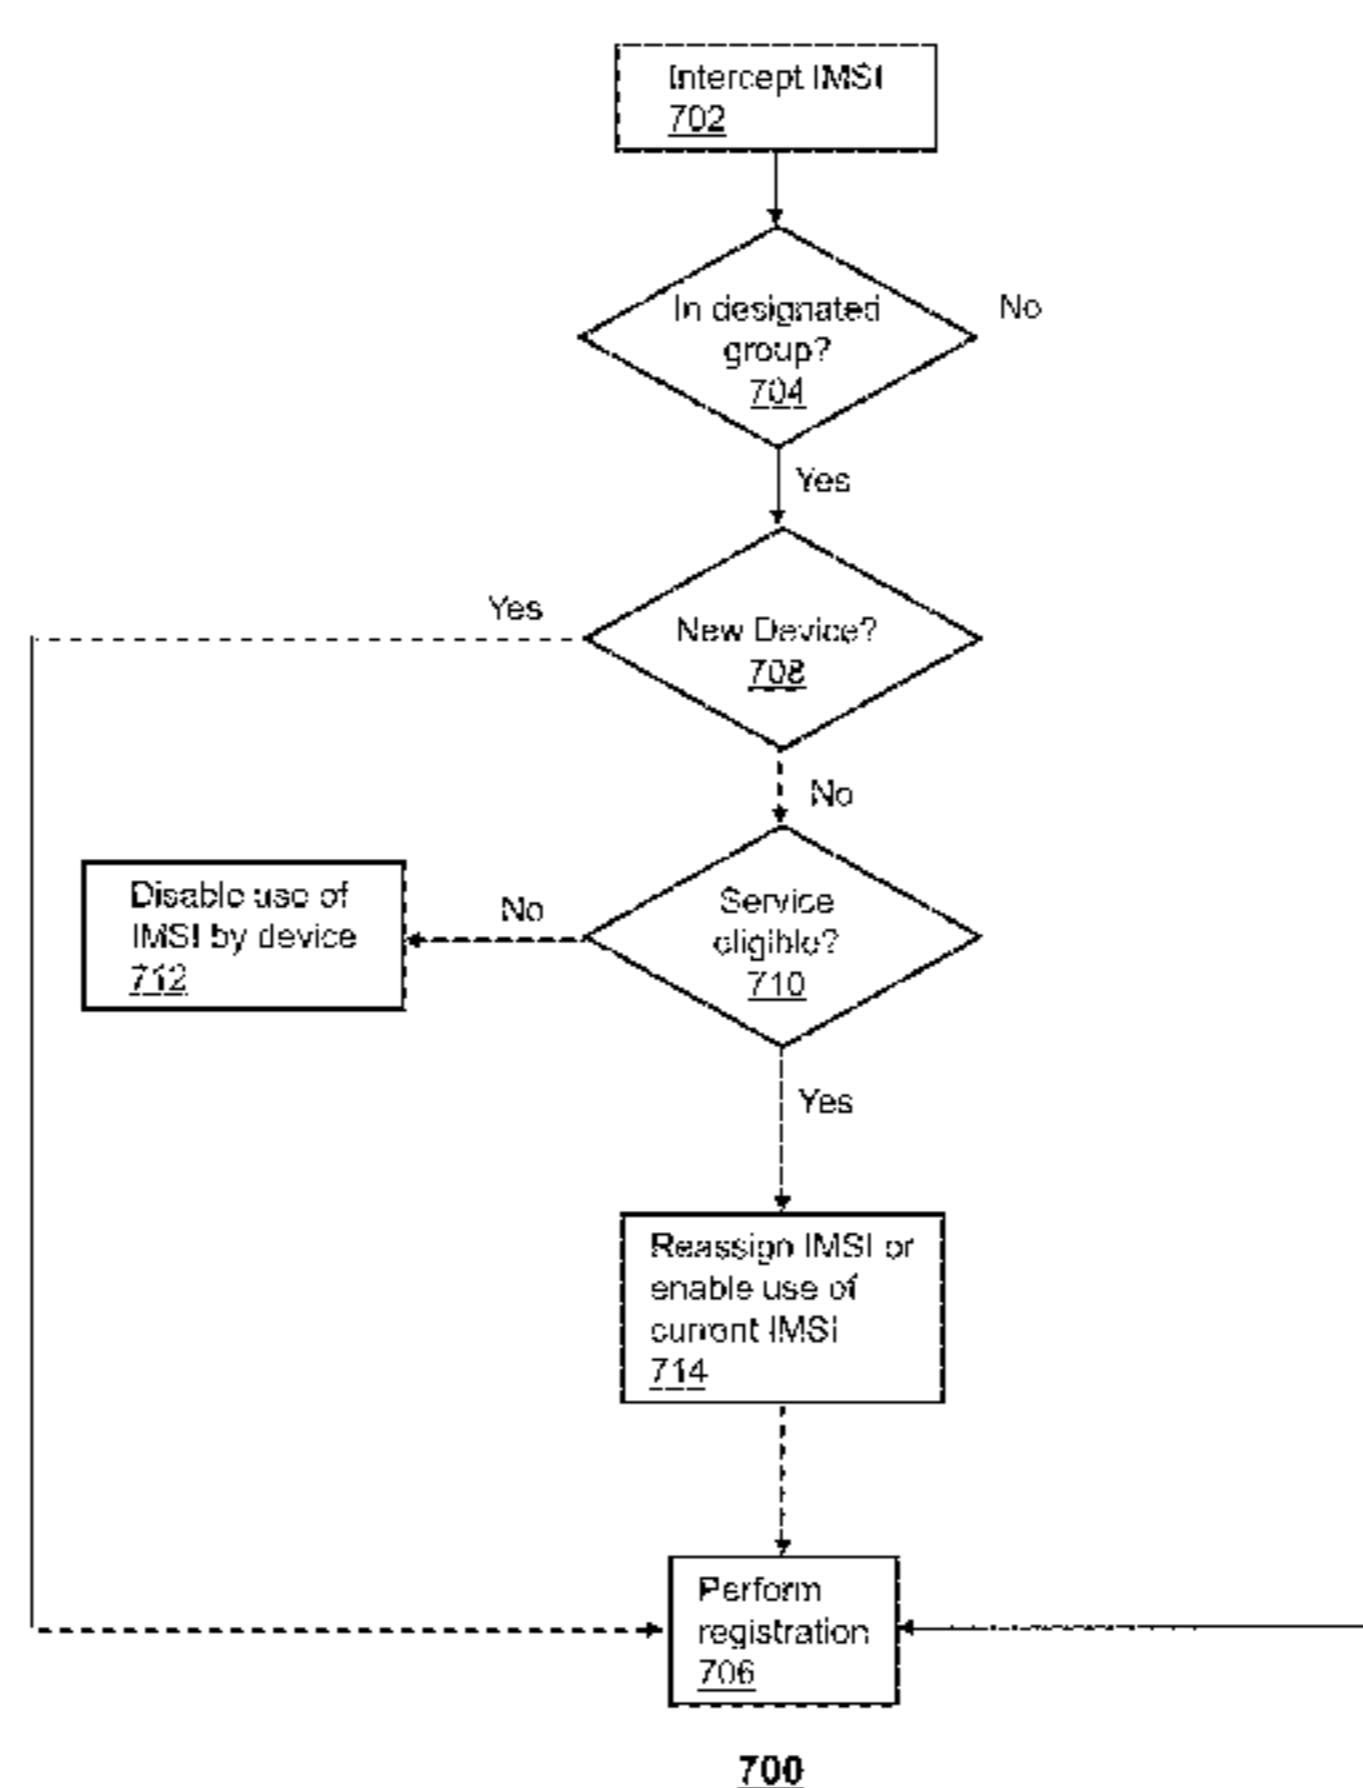 Intercept IMSI
702
In designated
group?
704
No
Yes
New Device?
708
Yes
No
Service
eligible?
710
No
Disable use of
IMSI by device
712
Yes
Reassign IMSI or
enable use of
current IMSI
714
Perform
registration
706
700